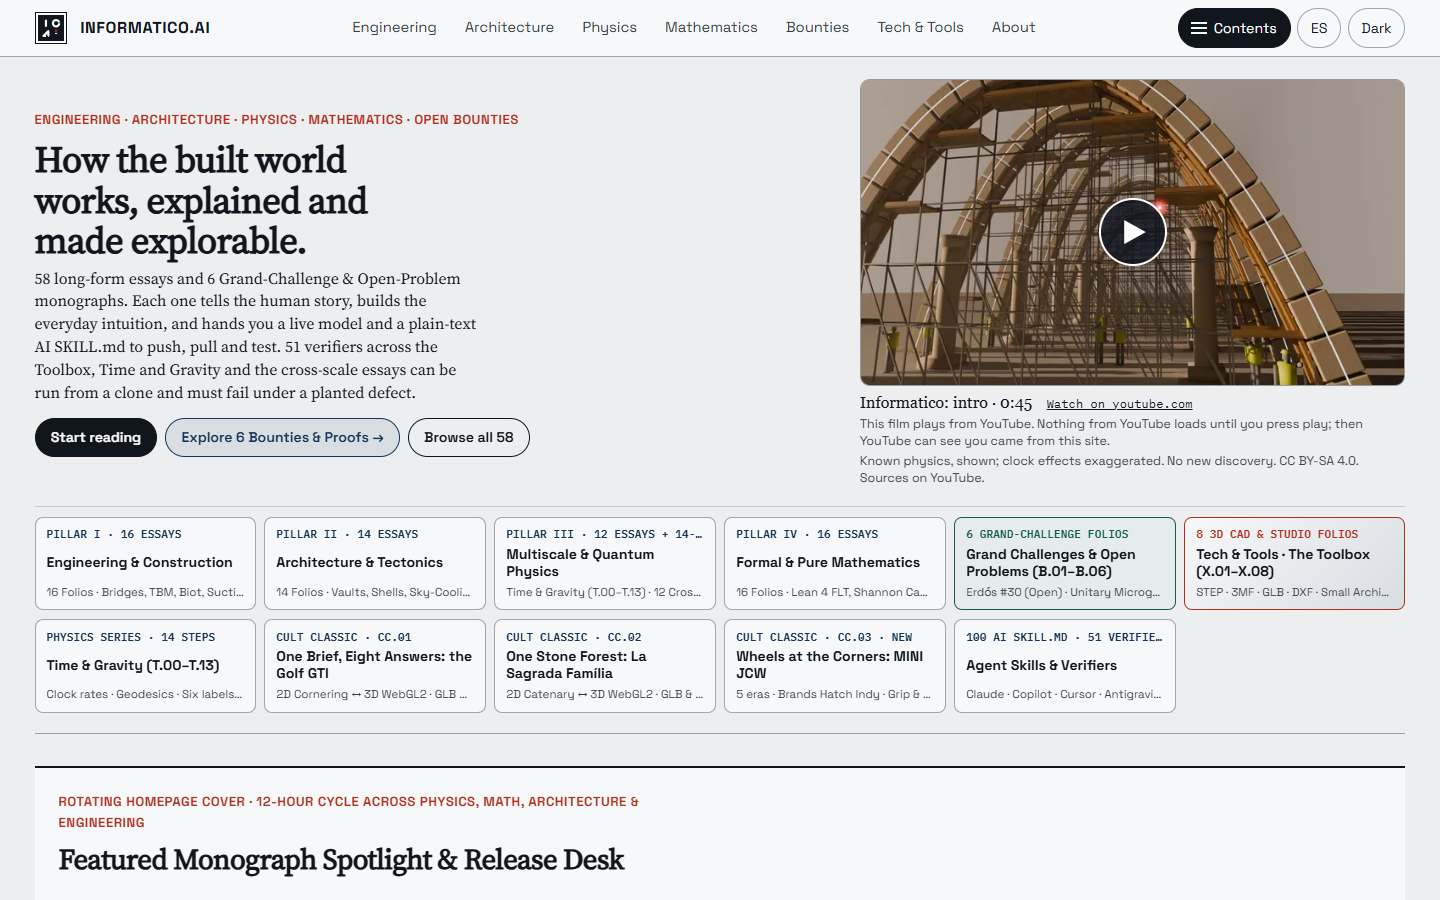 INFORMATICO.AI
Engineering Architecture Physics Mathematics Bounties Tech & Tools About
Contents ES Dark
ENGINEERING · ARCHITECTURE · PHYSICS · MATHEMATICS · OPEN BOUNTIES
How the built world
works, explained and
made explorable.
58 long-form essays and 6 Grand-Challenge & Open-Problem
monographs. Each one tells the human story, builds the
everyday intuition, and hands you a live model and a plain-text
AI SKILL.md to push, pull and test. 51 verifiers across the
Toolbox, Time and Gravity and the cross-scale essays can be
run from a clone and must fail under a planted defect.
Start reading Explore 6 Bounties & Proofs → Browse all 58
Informatico: intro · 0:45 Watch on youtube.com
This film plays from YouTube. Nothing from YouTube loads until you press play; then
YouTube can see you came from this site.
Known physics, shown; clock effects exaggerated. No new discovery. CC BY-SA 4.0.
Sources on YouTube.
PILLAR I · 16 ESSAYS
Engineering & Construction
16 Folios · Bridges, TBM, Biot, Sucti…
PILLAR II · 14 ESSAYS
Architecture & Tectonics
14 Folios · Vaults, Shells, Sky-Cooli…
PILLAR III · 12 ESSAYS + 14-…
Multiscale & Quantum
Physics
Time & Gravity (T.00–T.13) · 12 Cros…
PILLAR IV · 16 ESSAYS
Formal & Pure Mathematics
16 Folios · Lean 4 FLT, Shannon Ca…
6 GRAND-CHALLENGE FOLIOS
Grand Challenges & Open
Problems (B.01–B.06)
Erdős #30 (Open) · Unitary Microg…
8 3D CAD & STUDIO FOLIOS
Tech & Tools · The Toolbox
(X.01–X.08)
STEP · 3MF · GLB · DXF · Small Archi…
PHYSICS SERIES · 14 STEPS
Time & Gravity (T.00–T.13)
Clock rates · Geodesics · Six labels…
CULT CLASSIC · CC.01
One Brief, Eight Answers: the
Golf GTI
2D Cornering ↔ 3D WebGL2 · GLB …
CULT CLASSIC · CC.02
One Stone Forest: La
Sagrada Família
2D Catenary ↔ 3D WebGL2 · GLB & …
CULT CLASSIC · CC.03 · NEW
Wheels at the Corners: MINI
JCW
5 eras · Brands Hatch Indy · Grip & …
100 AI SKILL.MD · 51 VERIFIE…
Agent Skills & Verifiers
Claude · Copilot · Cursor · Antigravi…
ROTATING HOMEPAGE COVER · 12-HOUR CYCLE ACROSS PHYSICS, MATH, ARCHITECTURE &
ENGINEERING
Featured Monograph Spotlight & Release Desk